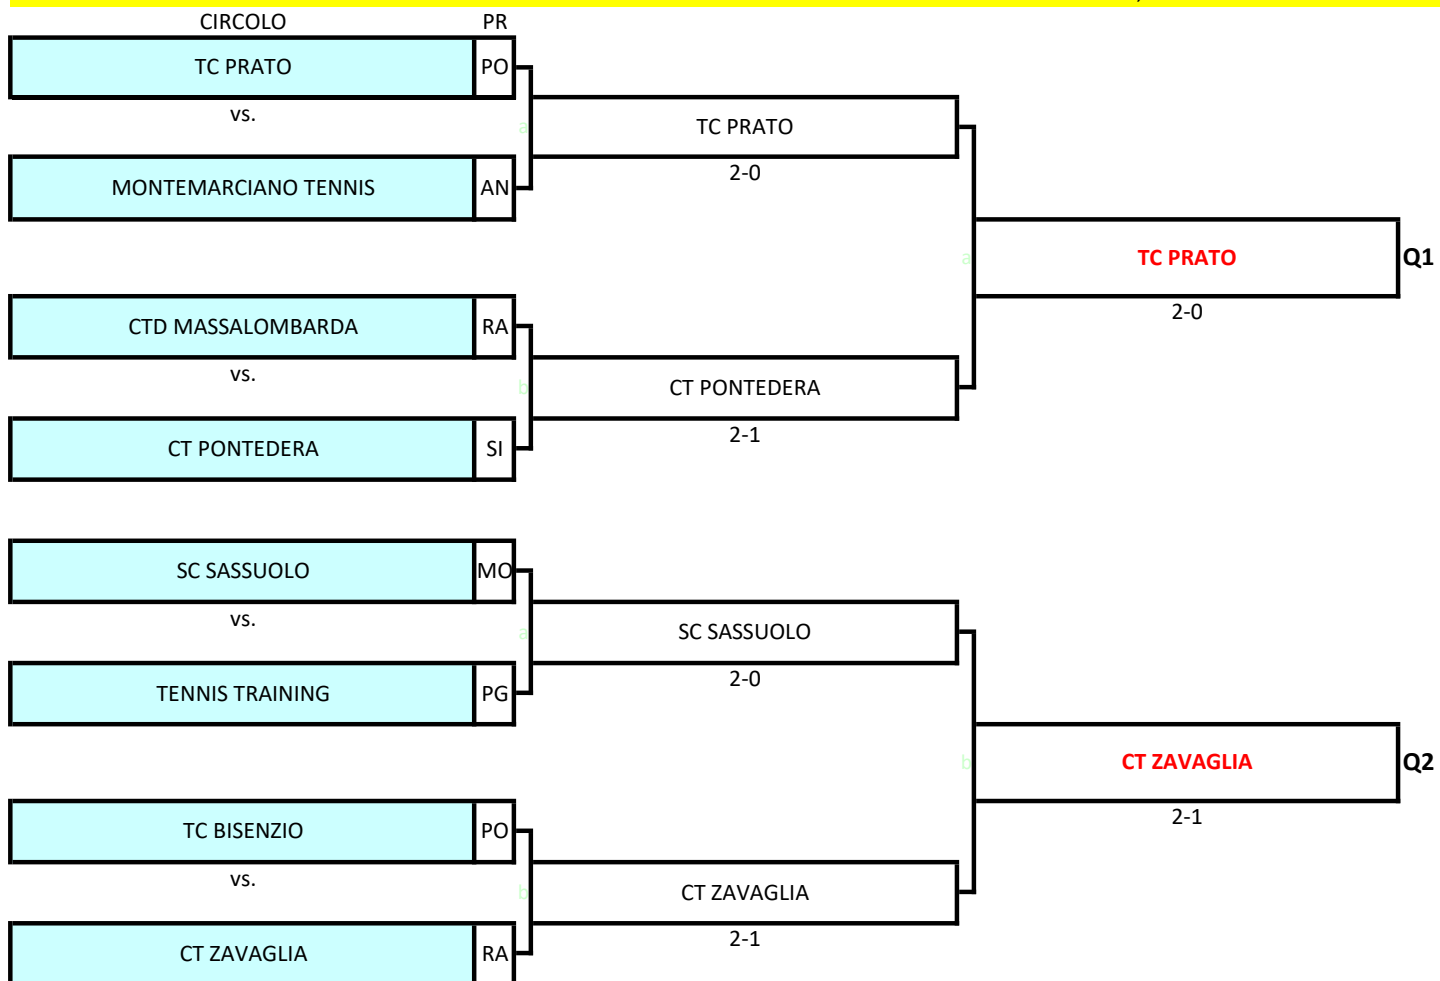 CIRCOLO PR
TC PRATO PO
vs.
a TC PRATO
2-0
MONTEMARCIANO TENNIS AN
a TC PRATO Q1
2-0
CTD MASSALOMBARDA RA
vs.
b CT PONTEDERA
2-1
CT PONTEDERA SI
SC SASSUOLO MO
vs.
a SC SASSUOLO
2-0
TENNIS TRAINING PG
b CT ZAVAGLIA Q2
2-1
TC BISENZIO PO
vs.
b CT ZAVAGLIA
2-1
CT ZAVAGLIA RA